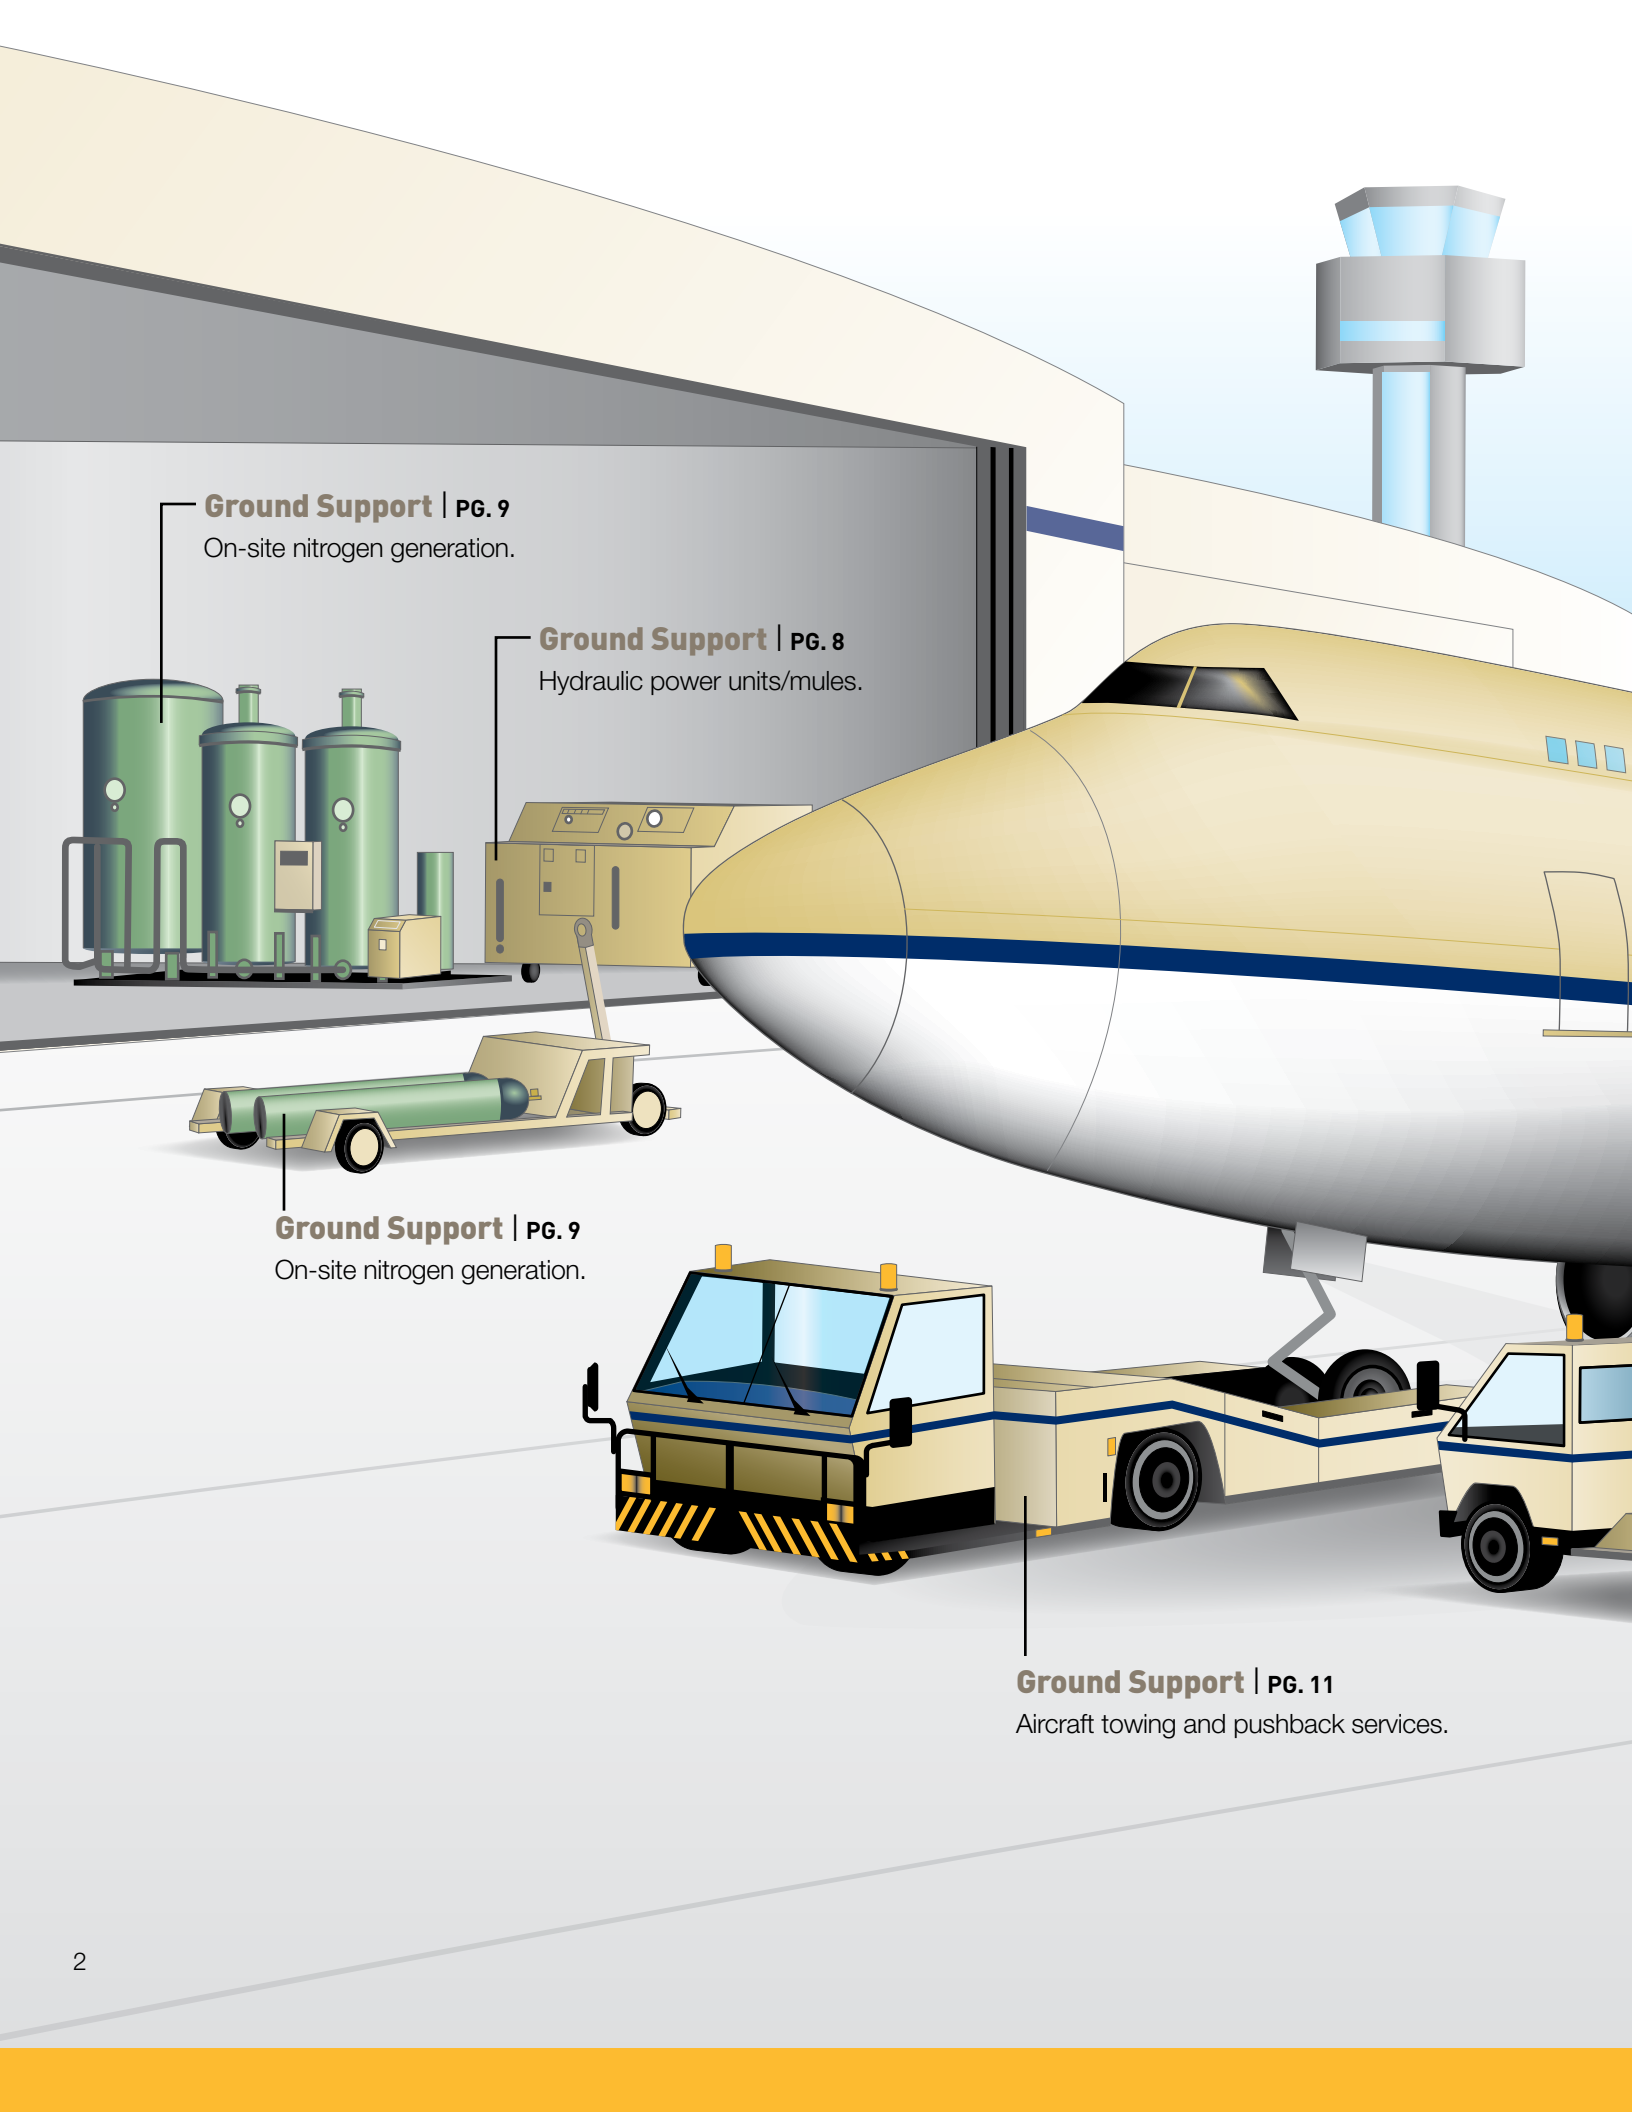 Ground Support | PG. 9
On-site nitrogen generation.
Ground Support | PG. 8
Hydraulic power units/mules.
Ground Support | PG. 9
On-site nitrogen generation.
Ground Support | PG. 11
Aircraft towing and pushback services.
2